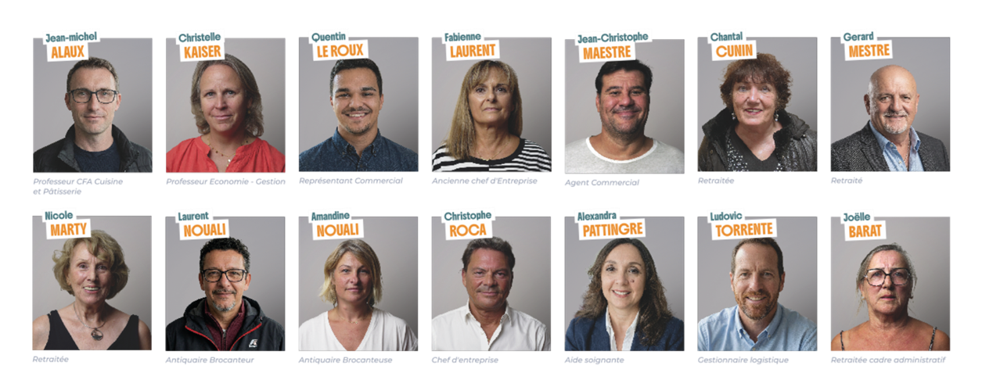 Jean-michel
ALAUX
Christelle
KAISER
Quentin
LE ROUX
Fabienne
LAURENT
Jean-Christophe
MAESTRE
Chantal
CUNIN
Gerard
MESTRE
Professeur CFA Cuisine
et Pâtisserie
Professeur Economie - Gestion
Représentant Commercial
Ancienne chef d'Entreprise
Agent Commercial
Retraitée
Retraité
Nicole
MARTY
Laurent
NOUALI
Amandine
NOUALI
Christophe
ROCA
Alexandra
PATTINGRE
Ludovic
TORRENTE
Joëlle
BARAT
Retraitée
Antiquaire Brocanteur
Antiquaire Brocanteuse
Chef d'entreprise
Aide soignante
Gestionnaire logistique
Retraitée cadre administratif